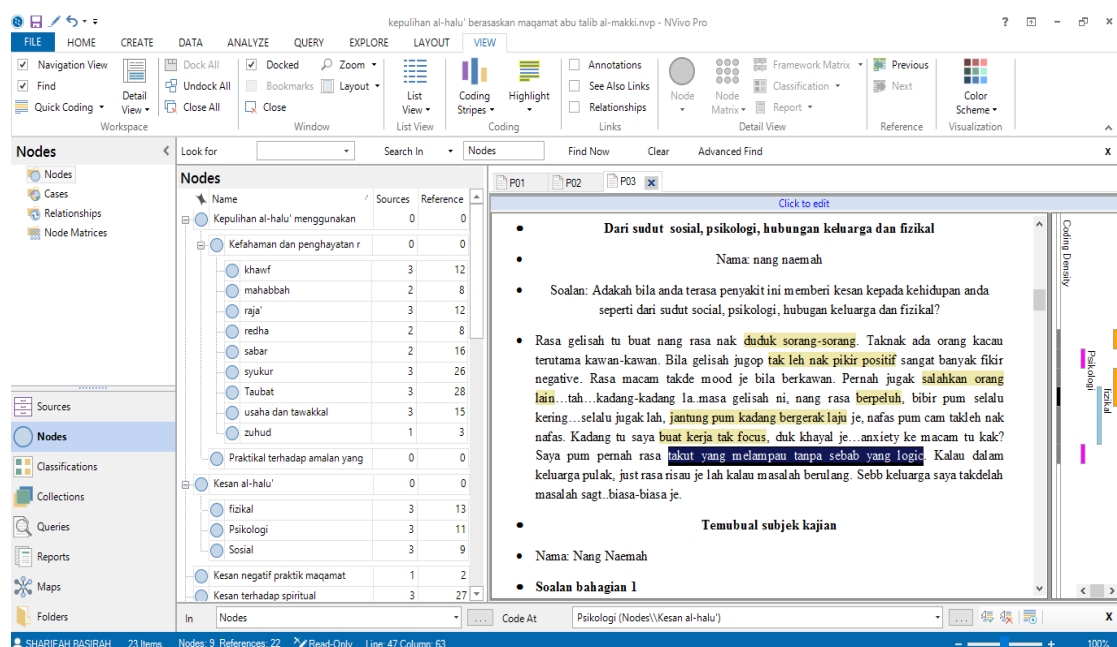 kepulihan al-halu' berasaskan maqamat abu talib al-makki.nvp - NVivo Pro
FILE HOME CREATE DATA ANALYZE QUERY EXPLORE LAYOUT VIEW
Navigation View
Find
Quick Coding
Detail View
Workspace
Dock All
Undock All
Close All
Docked
Bookmarks
Close
Zoom
Layout
Window
List View
List View
Coding Stripes
Highlight
Coding
Annotations
See Also Links
Relationships
Links
Node
Node Matrix
Framework Matrix
Classification
Report
Detail View
Previous
Next
Reference
Color Scheme
Visualization
Nodes
Look for
Search In
Nodes
Find Now
Clear
Advanced Find
X
Nodes
Cases
Relationships
Node Matrices
Sources
Nodes
Classifications
Collections
Queries
Reports
Maps
Folders
Nodes
Name Sources Reference
Kepulihan al-halu' menggunakan 0 0
Kefahaman dan penghayatan r 0 0
khawf 3 12
mahabbah 2 8
raja' 3 12
redha 2 8
sabar 2 16
syukur 3 26
Taubat 3 28
usaha dan tawakkal 3 15
zuhud 1 3
Praktikal terhadap amalan yang 0 0
Kesan al-halu' 0 0
fizikal 3 13
Psikologi 3 11
Sosial 3 9
Kesan negatif praktik maqamat 1 2
Kesan terhadap spiritual 3 27
P01 P02 P03
Click to edit
Dari sudut sosial, psikologi, hubungan keluarga dan fizikal
Nama: nang naemah
Soalan: Adakah bila anda terasa penyakit ini memberi kesan kepada kehidupan anda
seperti dari sudut social, psikologi, hubugan keluarga dan fizikal?
Rasa gelisah tu buat nang rasa nak duduk sorang-sorang. Taknak ada orang kacau
terutama kawan-kawan. Bila gelisah jugop tak leh nak pikir positif sangat banyak fikir
negative. Rasa macam takde mood je bila berkawan. Pernah jugak salahkan orang
lain…tah…kadang-kadang la..masa gelisah ni, nang rasa berpeluh, bibir pum selalu
kering…selalu jugak lah, jantung pum kadang bergerak laju je, nafas pum cam takleh nak
nafas. Kadang tu saya buat kerja tak focus, duk khayal je…anxiety ke macam tu kak?
Saya pum pernah rasa takut yang melampau tanpa sebab yang logic. Kalau dalam
keluarga pulak, just rasa risau je lah kalau masalah berulang. Sebb keluarga saya takdelah
masalah sagt..biasa-biasa je.
Temubual subjek kajian
Nama: Nang Naemah
Soalan bahagian 1
Coding Density
Psikologi
fizikal
In Nodes
Code At Psikologi (Nodes\\Kesan al-halu')
X
SHARIFAH BASIRAH 23 Items Nodes: 9 References: 22 Read-Only Line: 47 Column: 63 100%